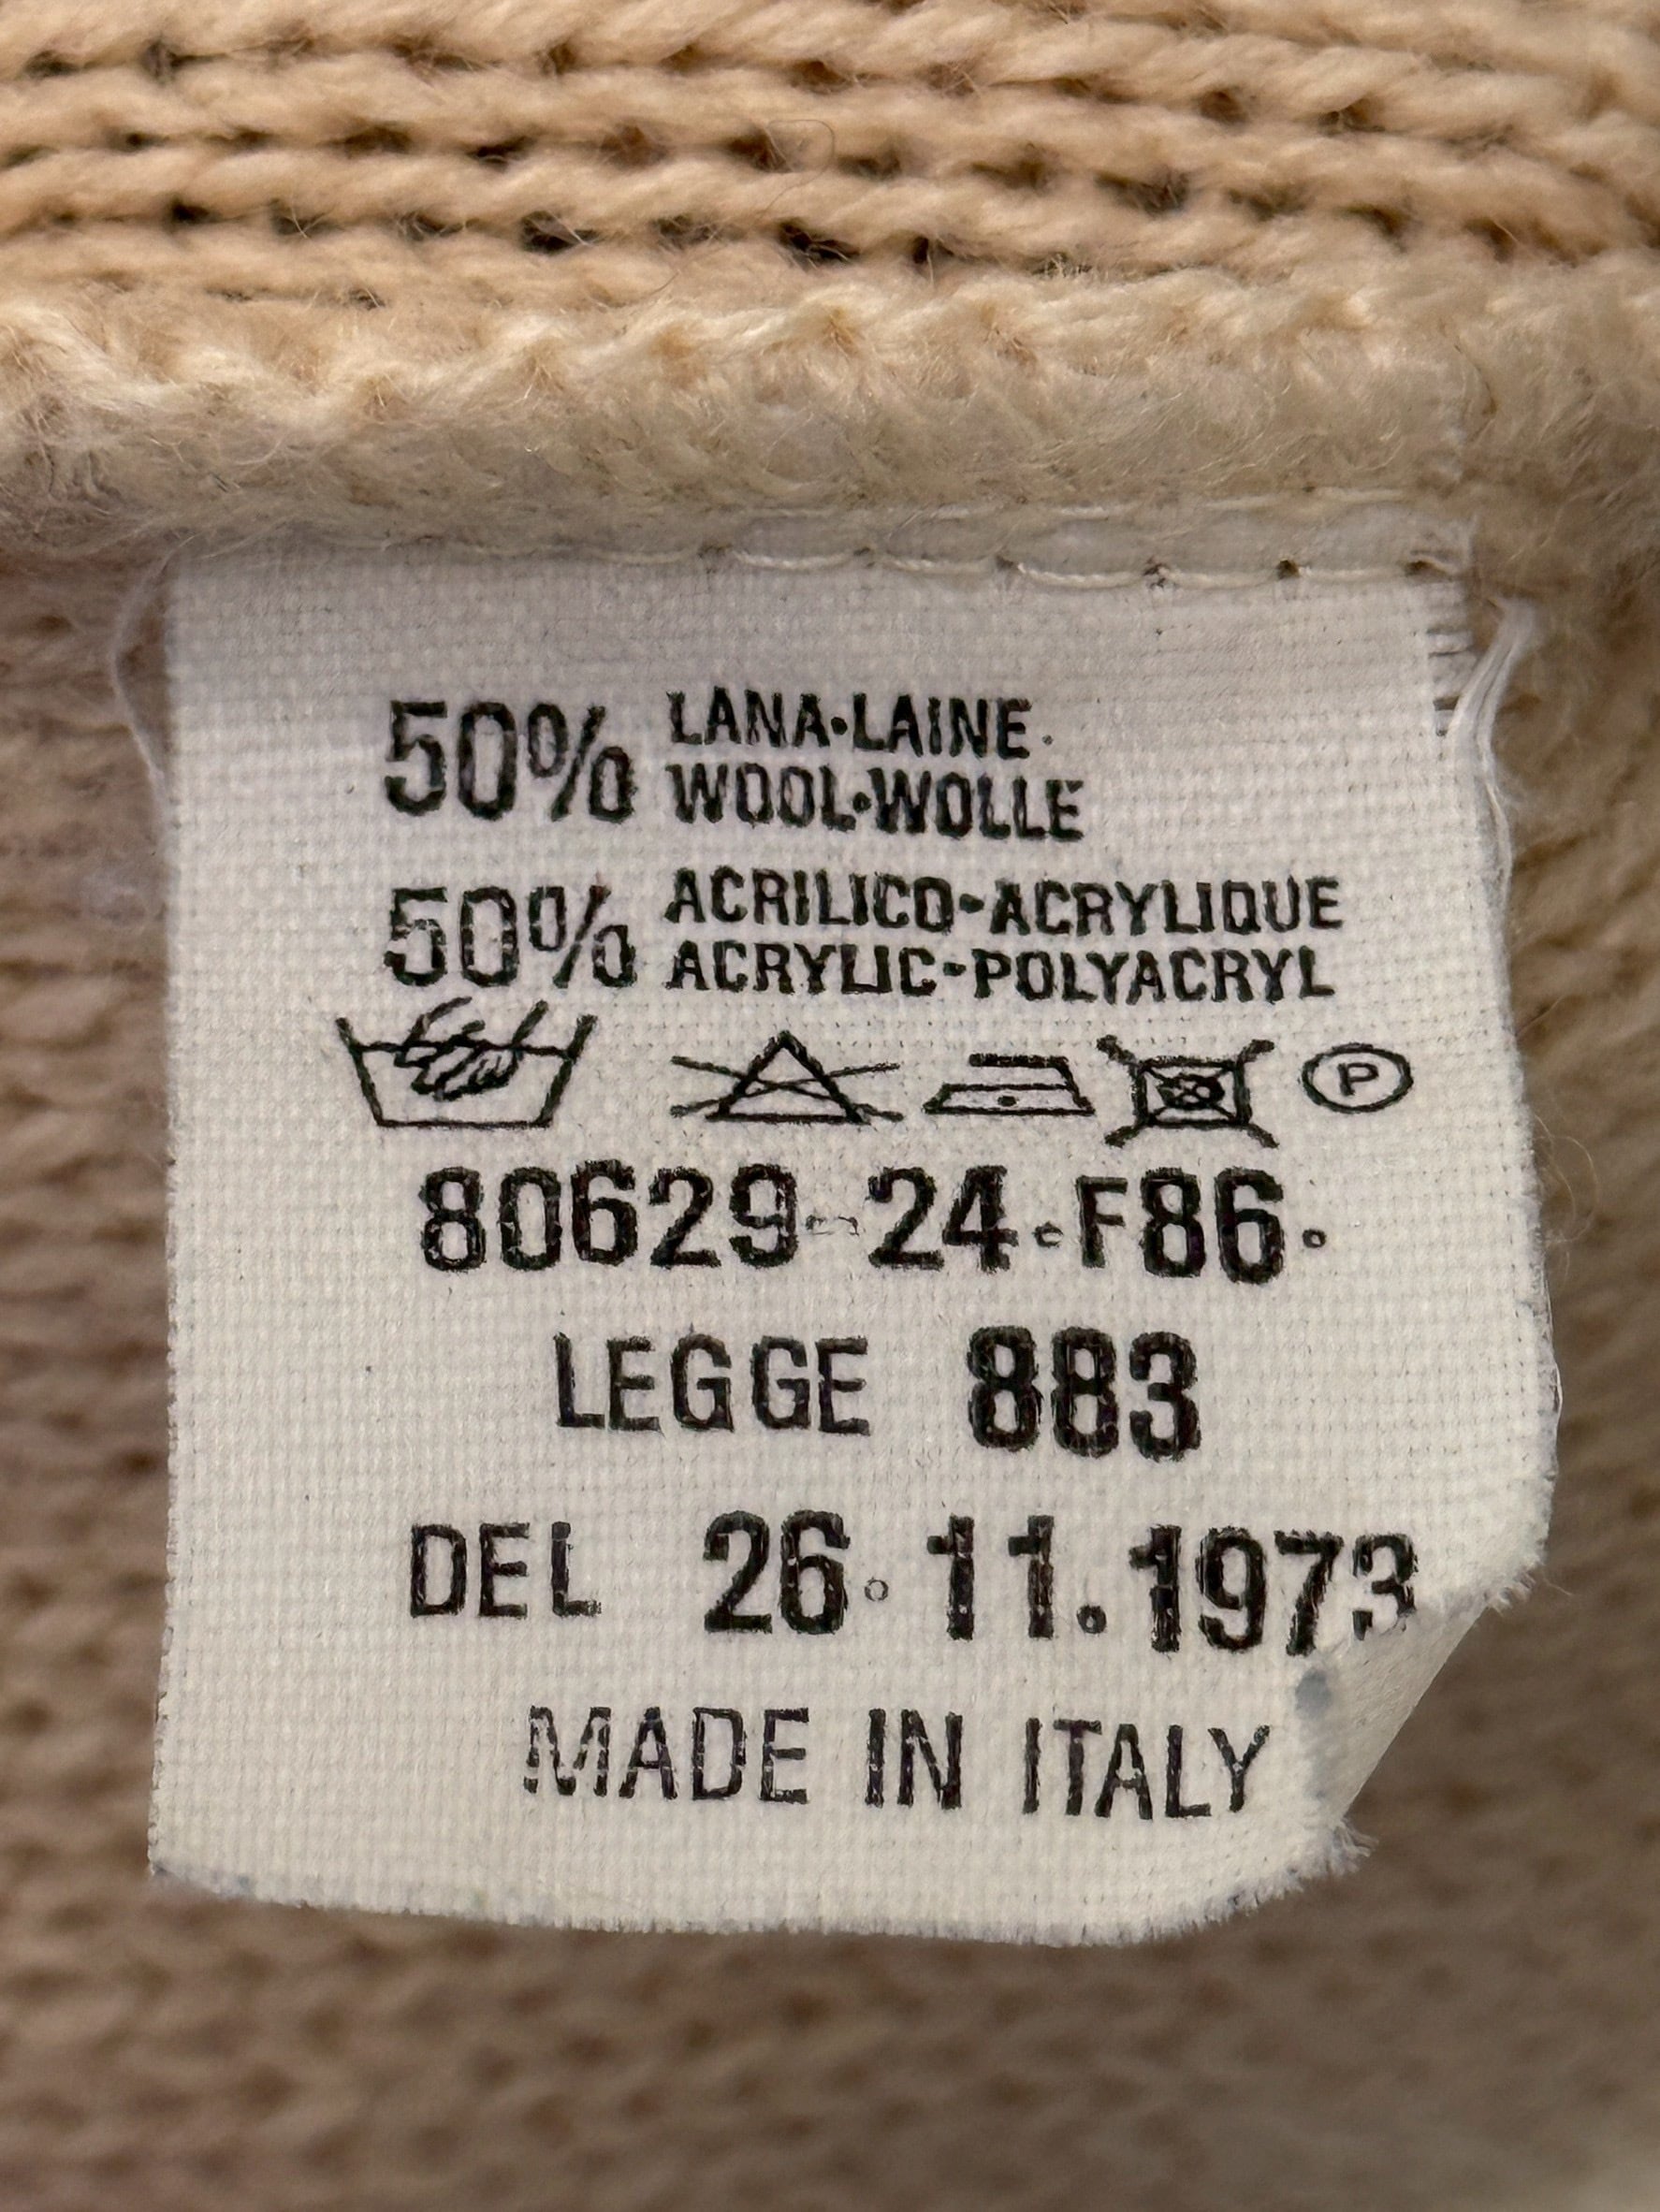 50% LANA·LAINE·
WOOL·WOLLE
50% ACRILICO-ACRYLIQUE
ACRYLIC-POLYACRYL
P
80629-24·F86·
LEGGE 883
DEL 26·11.1973
MADE IN ITALY